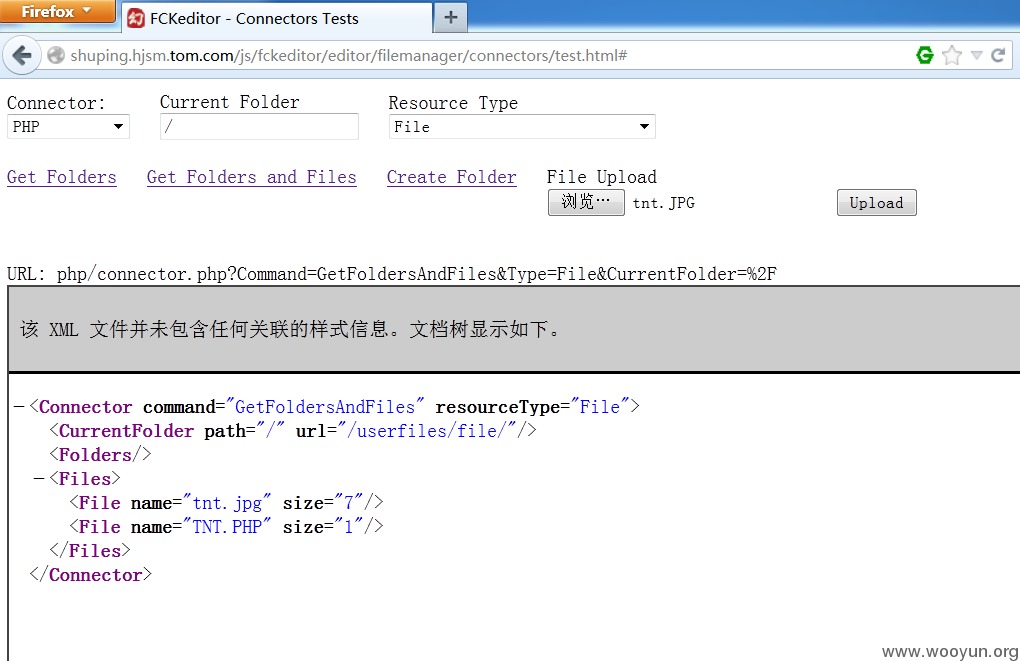 Firefox
幻 FCKeditor - Connectors Tests
shuping.hjsm.tom.com/js/fckeditor/editor/filemanager/connectors/test.html#
Connector: Current Folder Resource Type
PHP / File
Get Folders Get Folders and Files Create Folder File Upload
浏览… tnt.JPG Upload
URL: php/connector.php?Command=GetFoldersAndFiles&Type=File&CurrentFolder=%2F
该 XML 文件并未包含任何关联的样式信息。文档树显示如下。
−<Connector command="GetFoldersAndFiles" resourceType="File">
<CurrentFolder path="/" url="/userfiles/file/"/>
<Folders/>
−<Files>
<File name="tnt.jpg" size="7"/>
<File name="TNT.PHP" size="1"/>
</Files>
</Connector>
www.wooyun.org